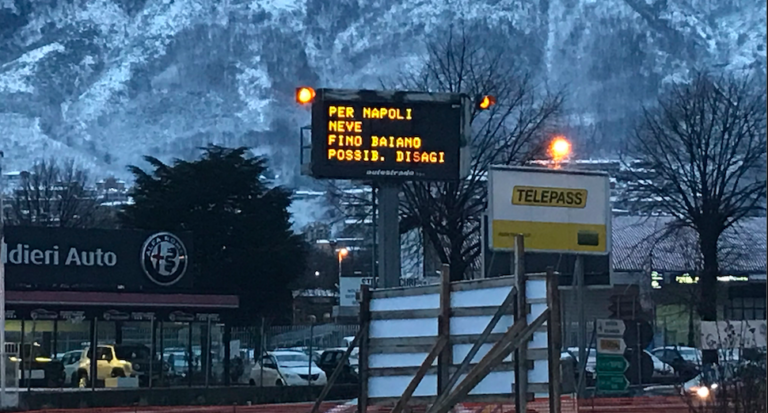 PER NAPOLI
NEVE
FINO BAIANO
POSSIB. DISAGI
autostrade
TELEPASS
ldieri Auto